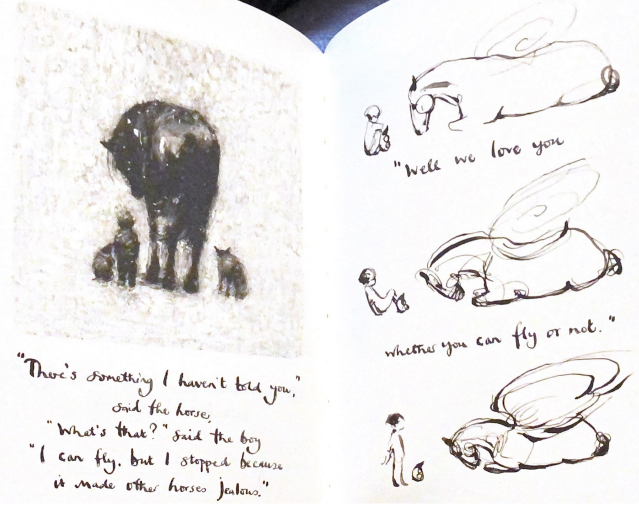 "There's something I haven't told you,"
said the horse,
"What's that?" said the boy
"I can fly, but I stopped because
it made other horses jealous."
"Well we love you
whether you can fly or not."